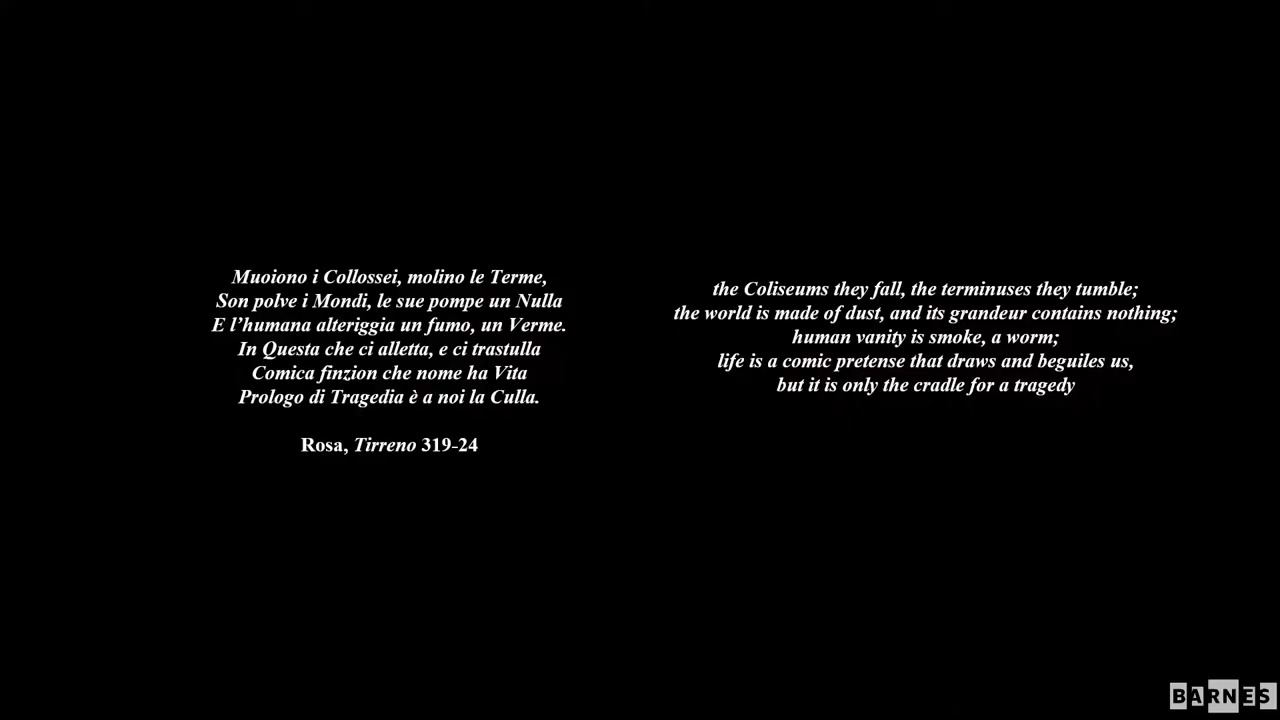 Muoiono i Collossei, molino le Terme,
Son polve i Mondi, le sue pompe un Nulla
E l'humana alteriggia un fumo, un Verme.
In Questa che ci alletta, e ci trastulla
Comica finzion che nome ha Vita
Prologo di Tragedia è a noi la Culla.
Rosa, Tirreno 319-24
the Coliseums they fall, the terminuses they tumble;
the world is made of dust, and its grandeur contains nothing;
human vanity is smoke, a worm;
life is a comic pretense that draws and beguiles us,
but it is only the cradle for a tragedy
BARNES